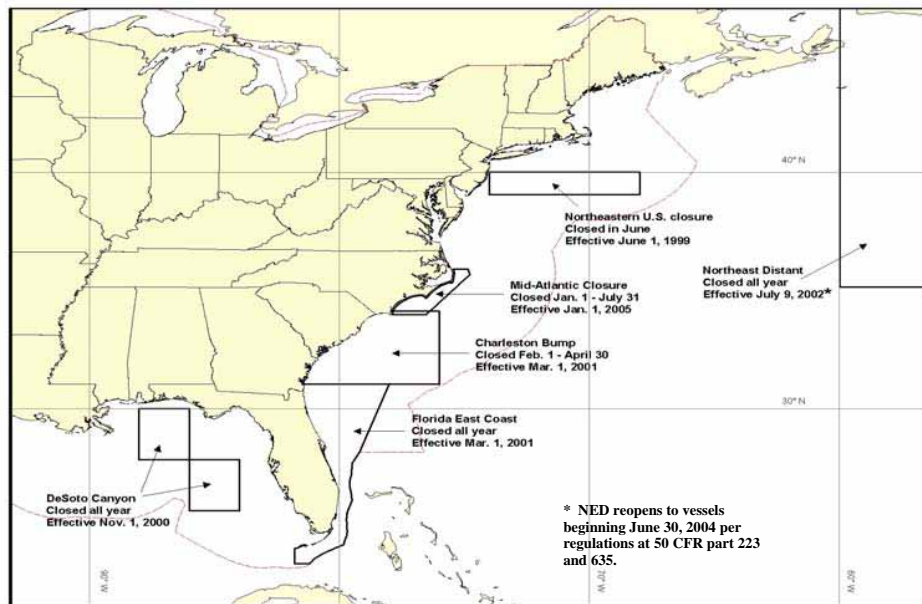 40° N
Northeastern U.S. closure
Closed in June
Effective June 1, 1999
Northeast Distant
Closed all year
Effective July 9, 2002*
Mid-Atlantic Closure
Closed Jan. 1 - July 31
Effective Jan. 1, 2005
Charleston Bump
Closed Feb. 1 - April 30
Effective Mar. 1, 2001
30° N
Florida East Coast
Closed all year
Effective Mar. 1, 2001
DeSoto Canyon
Closed all year
Effective Nov. 1, 2000
* NED reopens to vessels
beginning June 30, 2004 per
regulations at 50 CFR part 223
and 635.
90° W
70° W
60° W